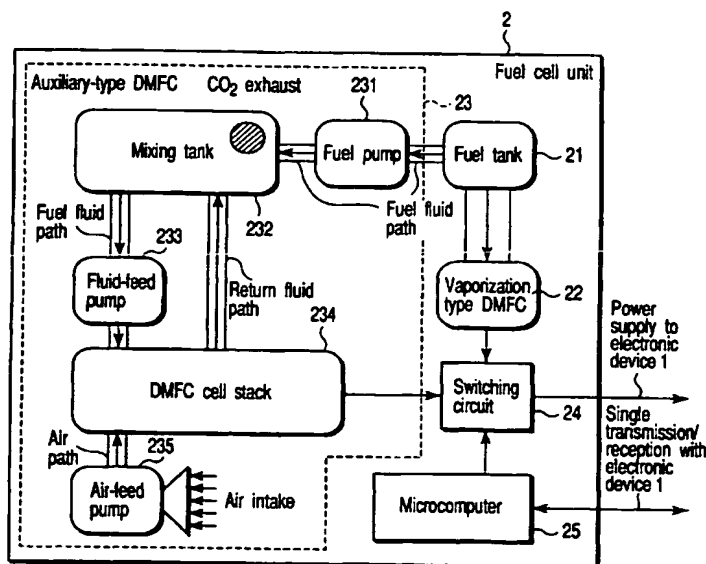 2
Fuel cell unit
Auxiliary-type DMFC
CO2 exhaust
231
23
Mixing tank
Fuel pump
Fuel tank
21
232
Fuel fluid
path
Fuel fluid
path
233
Fluid-feed
pump
Return fluid
path
Vaporization
type DMFC
22
234
Power
supply to
electronic
device 1
DMFC cell stack
Switching
circuit
24
Air
path
235
Single
transmission/
reception with
electronic
device 1
Air-feed
pump
Air intake
Microcomputer
25